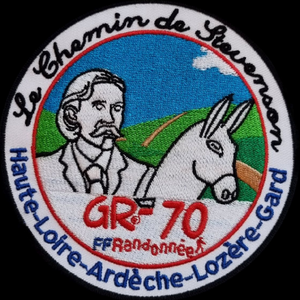 Le Chemin de Stevenson
GR® 70
FFRandonnée
Haute-Loire-Ardèche-Lozère-Gard